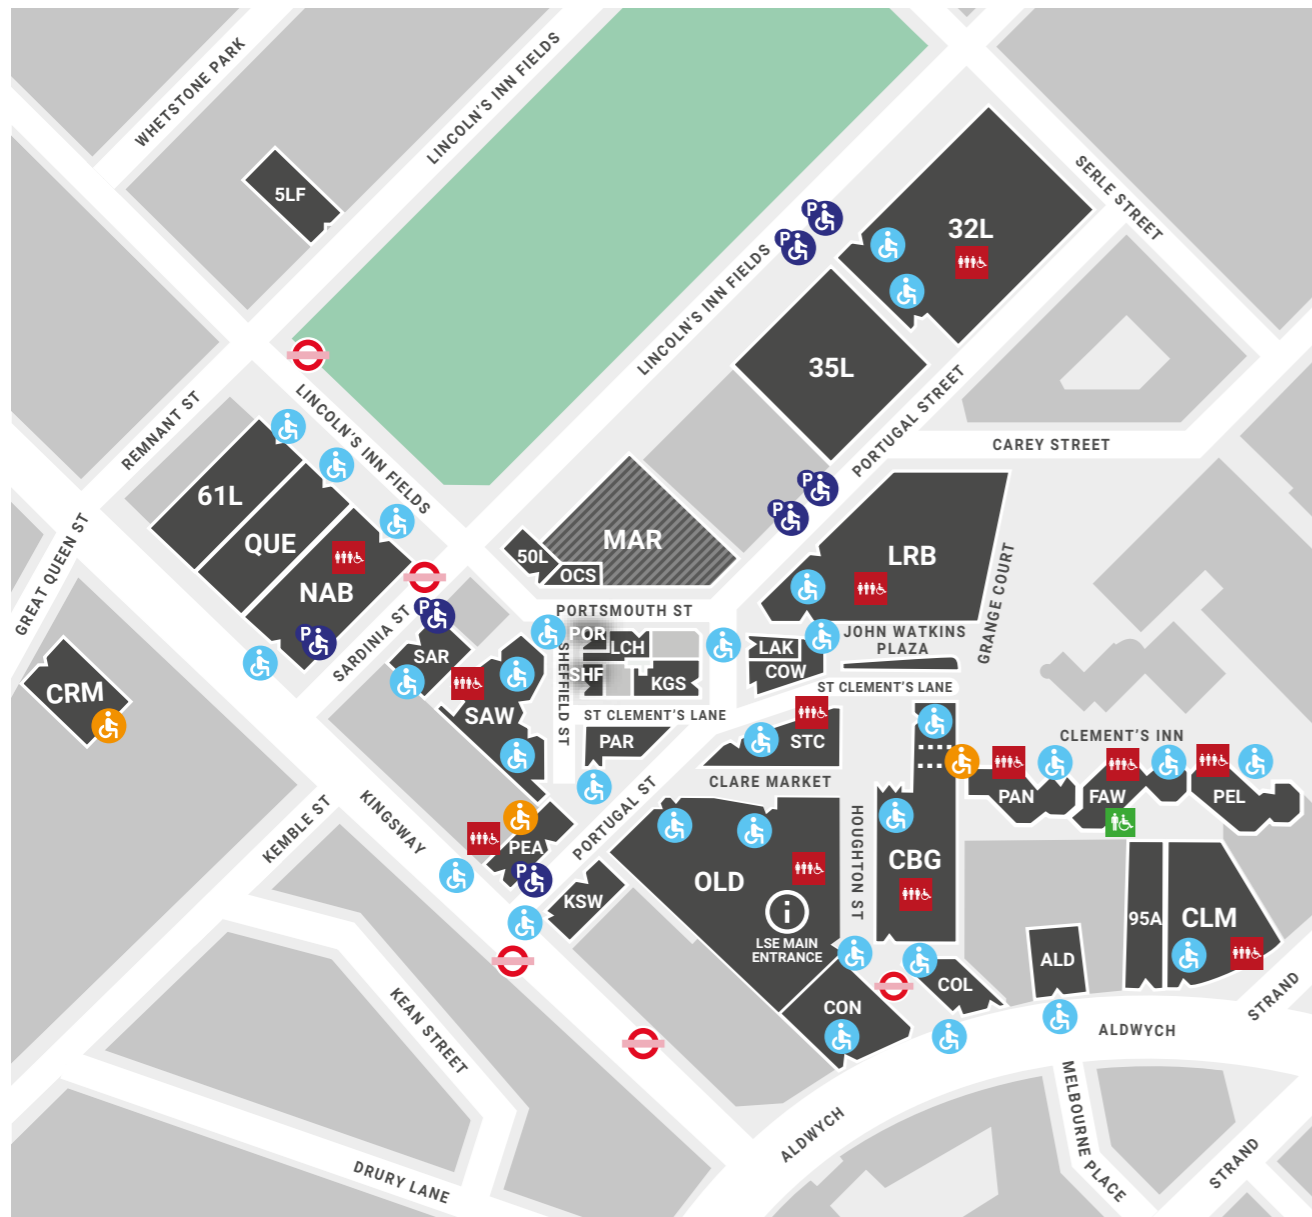 WHETSTONE PARK
LINCOLN'S INN FIELDS
5LF
SERLE STREET
P
P
32L
LINCOLN'S INN FIELDS
35L
PORTUGAL STREET
CAREY STREET
REMNANT ST
LINCOLN'S INN FIELDS
61L
QUE
NAB
P
P
MAR
50L
OCS
P
P
LRB
GRANGE COURT
GREAT QUEEN ST
SARDINIA ST
PORTSMOUTH ST
POR
LCH
SHF
KGS
SHEFFIELD ST
LAK
COW
JOHN WATKINS
PLAZA
ST CLEMENT'S LANE
CRM
SAR
SAW
ST CLEMENT'S LANE
PAR
STC
CLARE MARKET
CLEMENT'S INN
PAN
FAW
PEL
KEMBLE ST
KINGSWAY
PEA
P
PORTUGAL ST
KSW
OLD
i
LSE MAIN
ENTRANCE
HOUGHTON ST
CBG
95A
CLM
ALD
COL
CON
KEAN STREET
STRAND
ALDWYCH
ALDWYCH
MELBOURNE PLACE
STRAND
DRURY LANE